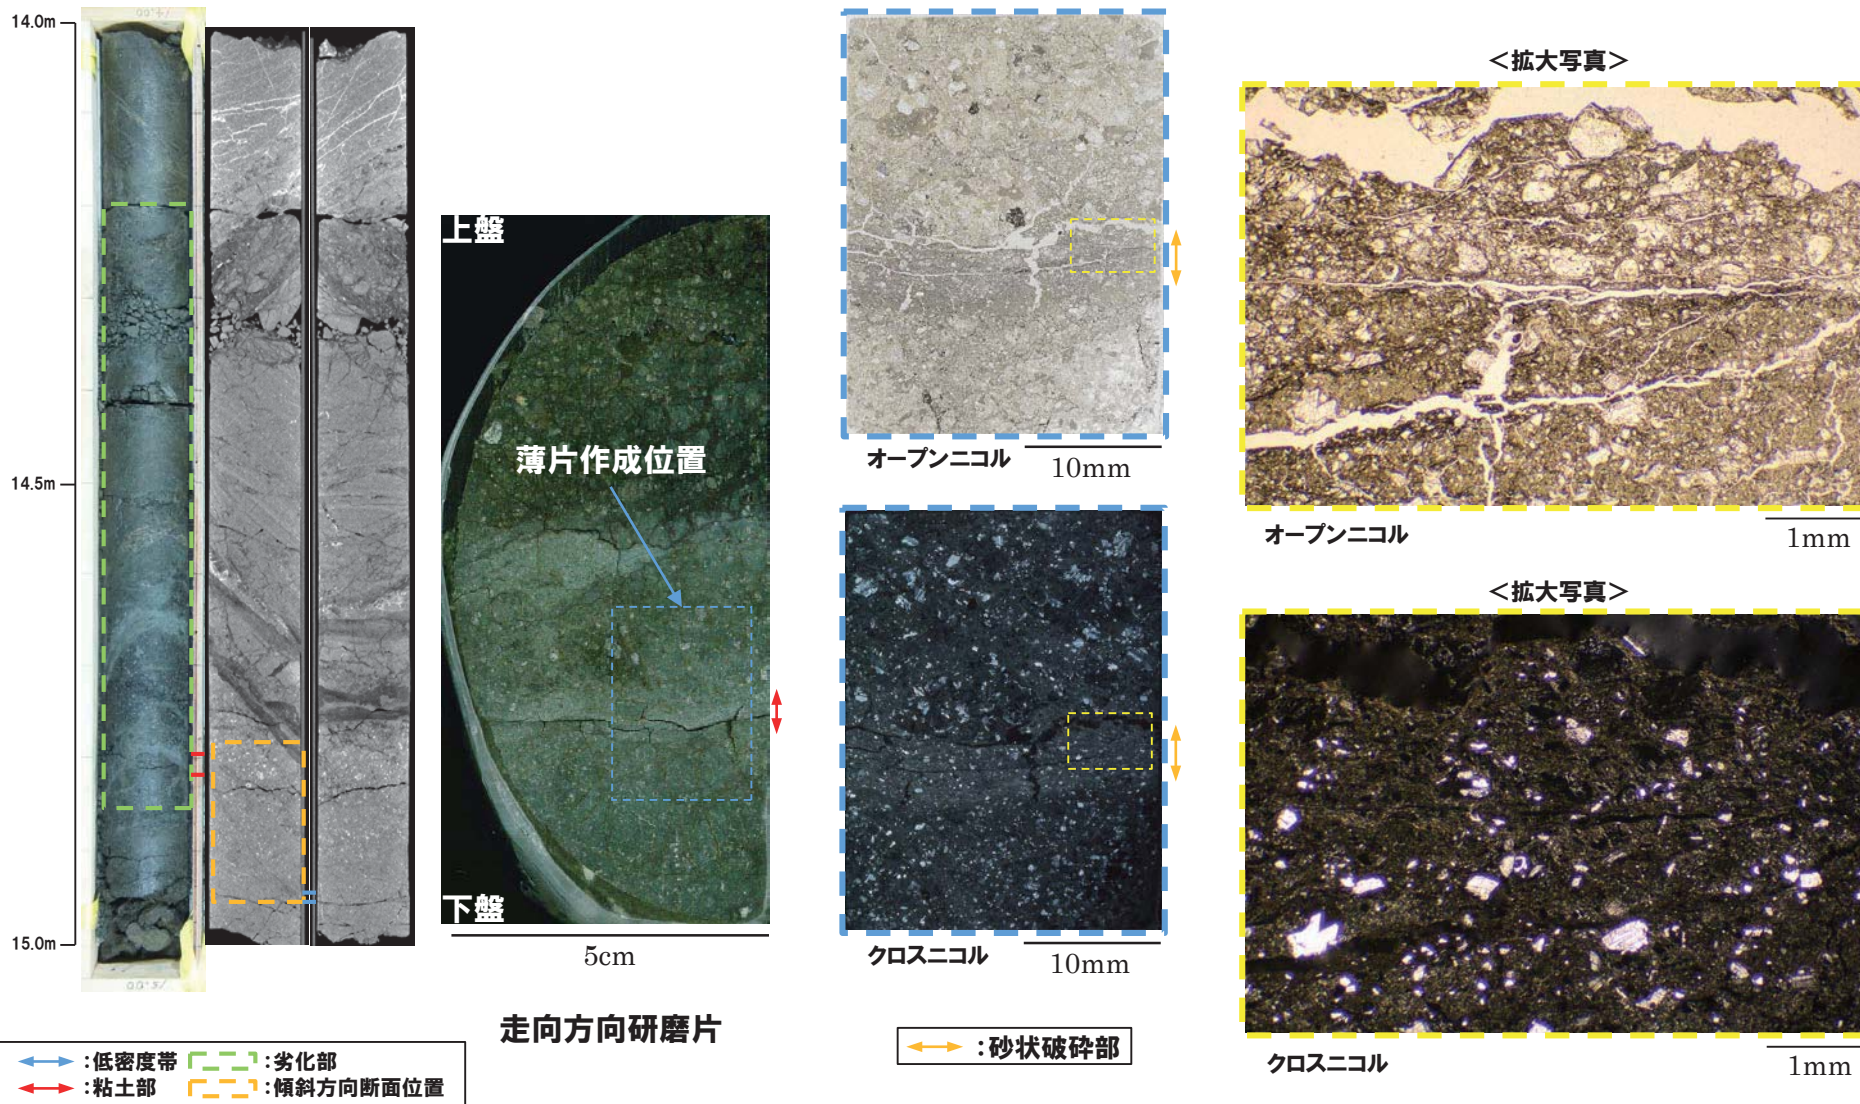 14.0m
14.5m
15.0m
14.00
15.00
上盤
薄片作成位置
下盤
5cm
走向方向研磨片
オープンニコル
10mm
クロスニコル
10mm
:砂状破砕部
<拡大写真>
オープンニコル
1mm
<拡大写真>
クロスニコル
1mm
:低密度帯
:劣化部
:粘土部
:傾斜方向断面位置